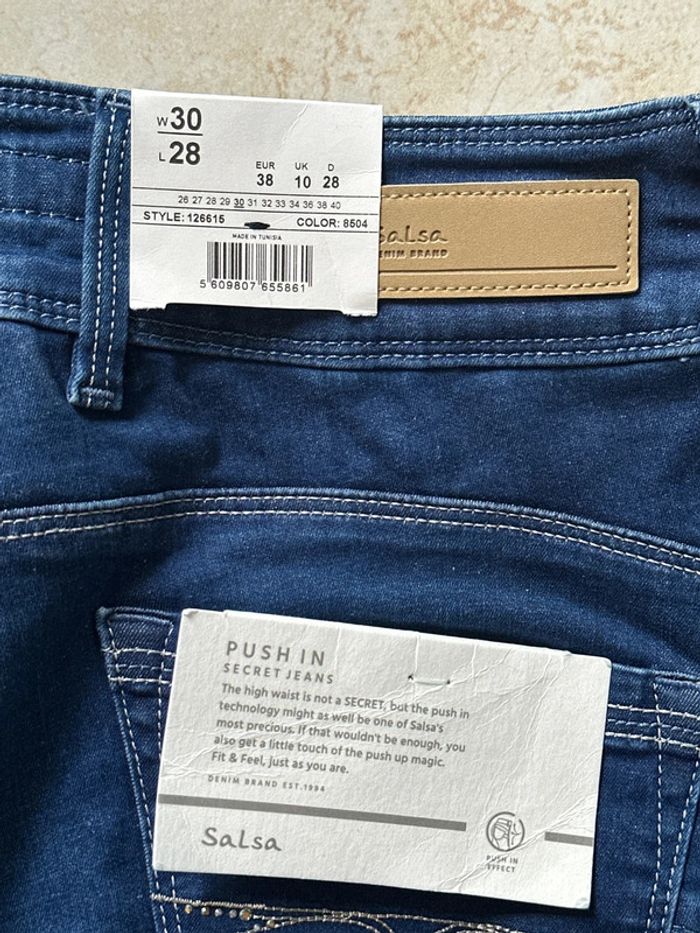 W 30
L 28
EUR UK D
38 10 28
26 27 28 29 30 31 32 33 34 36 38 40
STYLE: 126615 COLOR: 8504
MADE IN TUNISIA
5 609807 655861
Salsa
DENIM BRAND
PUSH IN
SECRET JEANS
The high waist is not a SECRET, but the push in
technology might as well be one of Salsa's
most precious. If that wouldn't be enough, you
also get a little touch of the push up magic.
Fit & Feel, just as you are.
DENIM BRAND EST.1994
Salsa
PUSH IN
EFFECT